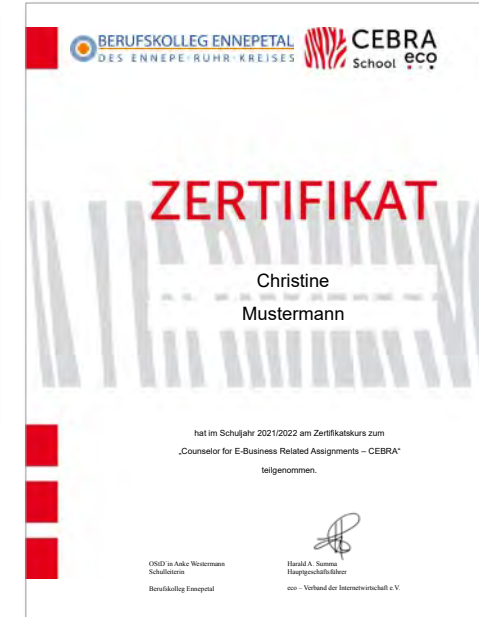 BERUFSKOLLEG ENNEPETAL
DES ENNEPE-RUHR-KREISES
CEBRA
School eco
ZERTIFIKAT
Christine
Mustermann
hat im Schuljahr 2021/2022 am Zertifikatskurs zum
„Counselor for E-Business Related Assignments – CEBRA“
teilgenommen.
OStD´in Anke Westermann
Schulleiterin
Berufskolleg Ennepetal
Harald A. Summa
Hauptgeschäftsführer
eco – Verband der Internetwirtschaft e.V.